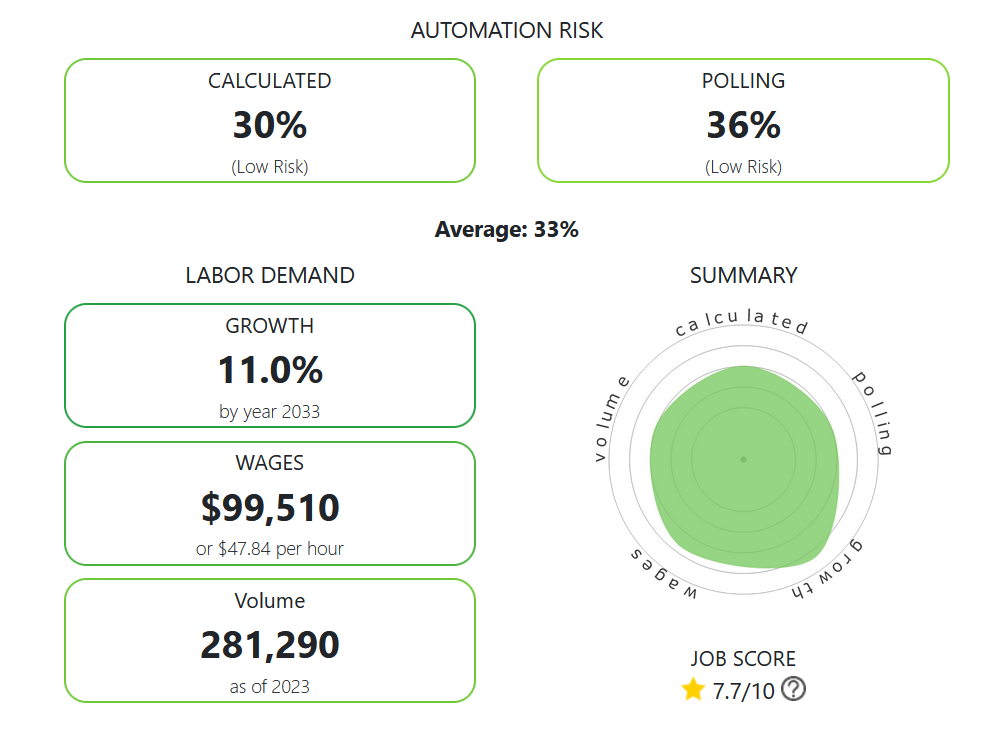 AUTOMATION RISK
CALCULATED
30%
(Low Risk)
POLLING
36%
(Low Risk)
Average: 33%
LABOR DEMAND
GROWTH
11.0%
by year 2033
WAGES
$99,510
or $47.84 per hour
Volume
281,290
as of 2023
SUMMARY
calculated
polling
growth
wages
volume
JOB SCORE
7.7/10 ?